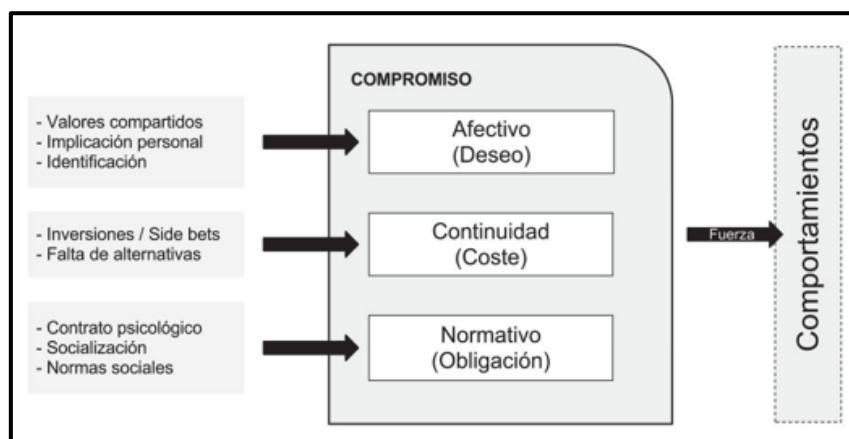 COMPROMISO
- Valores compartidos
- Implicación personal
- Identificación
Afectivo
(Deseo)
- Inversiones / Side bets
- Falta de alternativas
Continuidad
(Coste)
- Contrato psicológico
- Socialización
- Normas sociales
Normativo
(Obligación)
Fuerza
Comportamientos